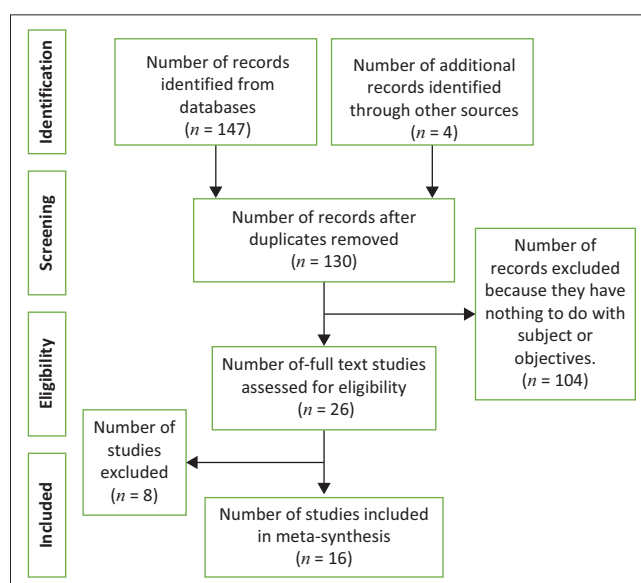 Identification
Number of records
identified from
databases
(n = 147)
Number of additional
records identified
through other sources
(n = 4)
Screening
Number of records after
duplicates removed
(n = 130)
Number of
records excluded
because they have
nothing to do with
subject or
objectives.
(n = 104)
Eligibility
Number of-full text studies
assessed for eligibility
(n = 26)
Number of
studies
excluded
(n = 8)
Included
Number of studies included
in meta-synthesis
(n = 16)